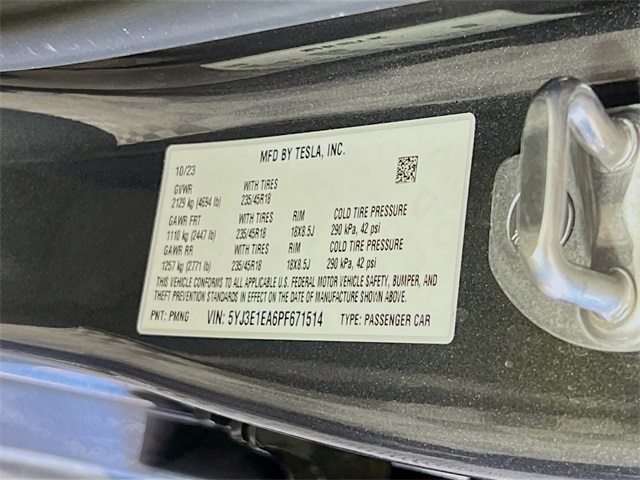 MFD BY TESLA, INC.
10/23
GVWR WITH TIRES
2129 kg (4694 lb) 235/45R18
GAWR FRT WITH TIRES RIM COLD TIRE PRESSURE
1110 kg (2447 lb) 235/45R18 18X8.5J 290 kPa, 42 psi
GAWR RR WITH TIRES RIM COLD TIRE PRESSURE
1257 kg (2771 lb) 235/45R18 18X8.5J 290 kPa, 42 psi
THIS VEHICLE CONFORMS TO ALL APPLICABLE U.S. FEDERAL MOTOR VEHICLE SAFETY, BUMPER, AND
THEFT PREVENTION STANDARDS IN EFFECT ON THE DATE OF MANUFACTURE SHOWN ABOVE.
PNT: PMNG VIN: 5YJ3E1EA6PF671514 TYPE: PASSENGER CAR